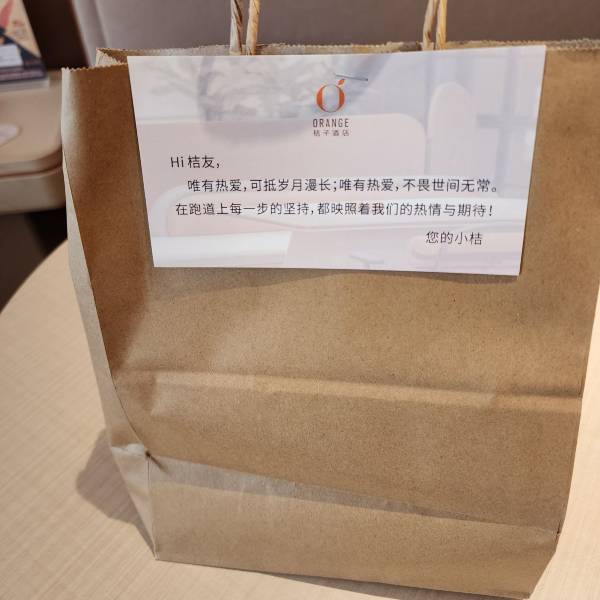 ORANGE
桔子酒店
Hi 桔友，
唯有热爱，可抵岁月漫长；唯有热爱，不畏世间无常。
在跑道上每一步的坚持，都映照着我们的热情与期待！
您的小桔